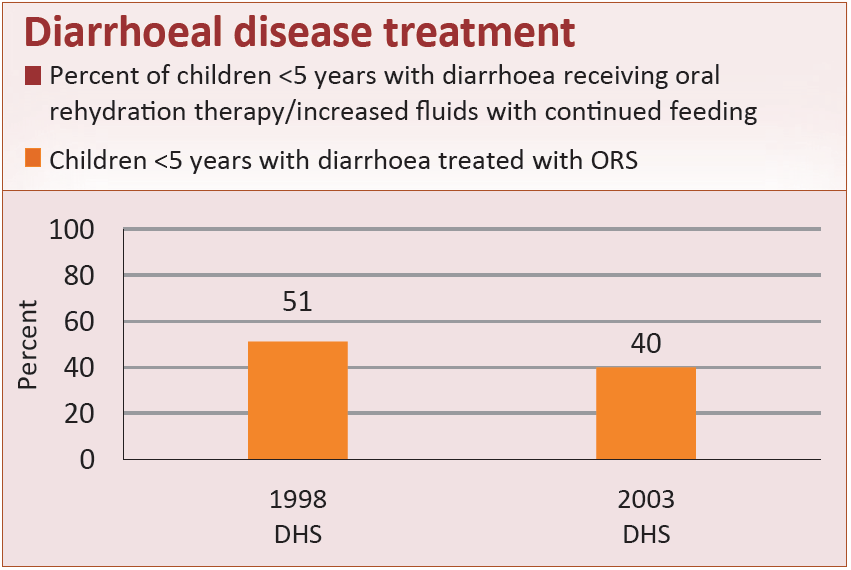 Diarrhoeal disease treatment
Percent of children <5 years with diarrhoea receiving oral
rehydration therapy/increased fluids with continued feeding
Children <5 years with diarrhoea treated with ORS
Percent
100
80
60
40
20
0
51
40
1998
DHS
2003
DHS